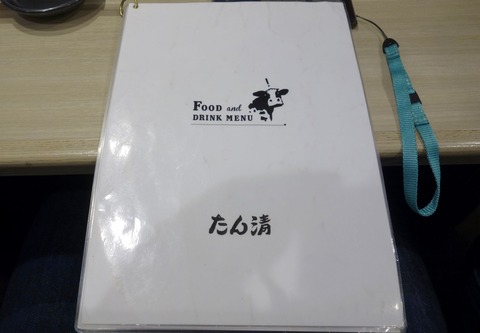 FOOD and
DRINK MENU
たん清